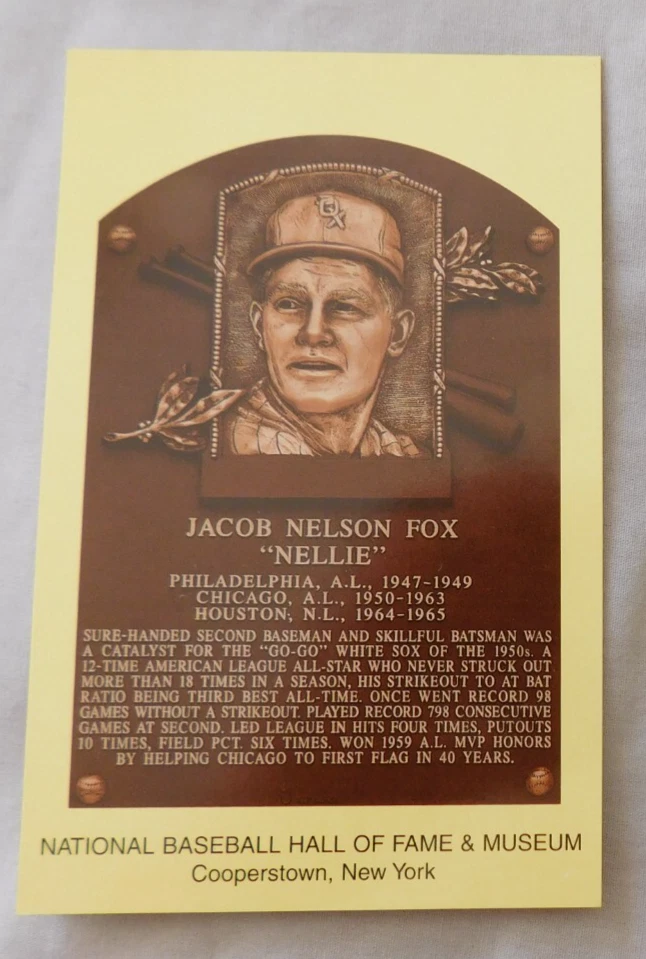 SOX
JACOB NELSON FOX
“NELLIE”
PHILADELPHIA, A.L., 1947-1949
CHICAGO, A.L., 1950-1963
HOUSTON, N.L., 1964-1965
SURE-HANDED SECOND BASEMAN AND SKILLFUL BATSMAN WAS
A CATALYST FOR THE “GO-GO” WHITE SOX OF THE 1950s. A
12-TIME AMERICAN LEAGUE ALL-STAR WHO NEVER STRUCK OUT
MORE THAN 18 TIMES IN A SEASON, HIS STRIKEOUT TO AT BAT
RATIO BEING THIRD BEST ALL-TIME. ONCE WENT RECORD 98
GAMES WITHOUT A STRIKEOUT. PLAYED RECORD 798 CONSECUTIVE
GAMES AT SECOND. LED LEAGUE IN HITS FOUR TIMES, PUTOUTS
10 TIMES, FIELD PCT. SIX TIMES. WON 1959 A.L. MVP HONORS
BY HELPING CHICAGO TO FIRST FLAG IN 40 YEARS.
NATIONAL BASEBALL HALL OF FAME & MUSEUM
Cooperstown, New York